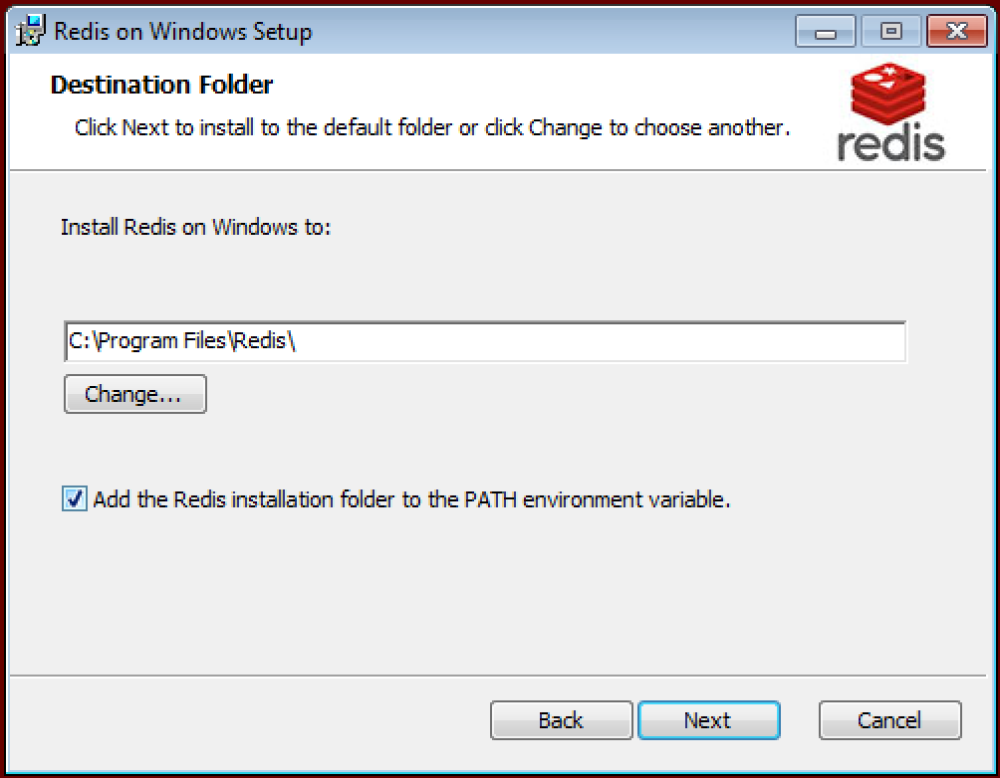 Redis on Windows Setup
Destination Folder
Click Next to install to the default folder or click Change to choose another.
redis
Install Redis on Windows to:
C:\Program Files\Redis\
Change...
Add the Redis installation folder to the PATH environment variable.
Back Next Cancel